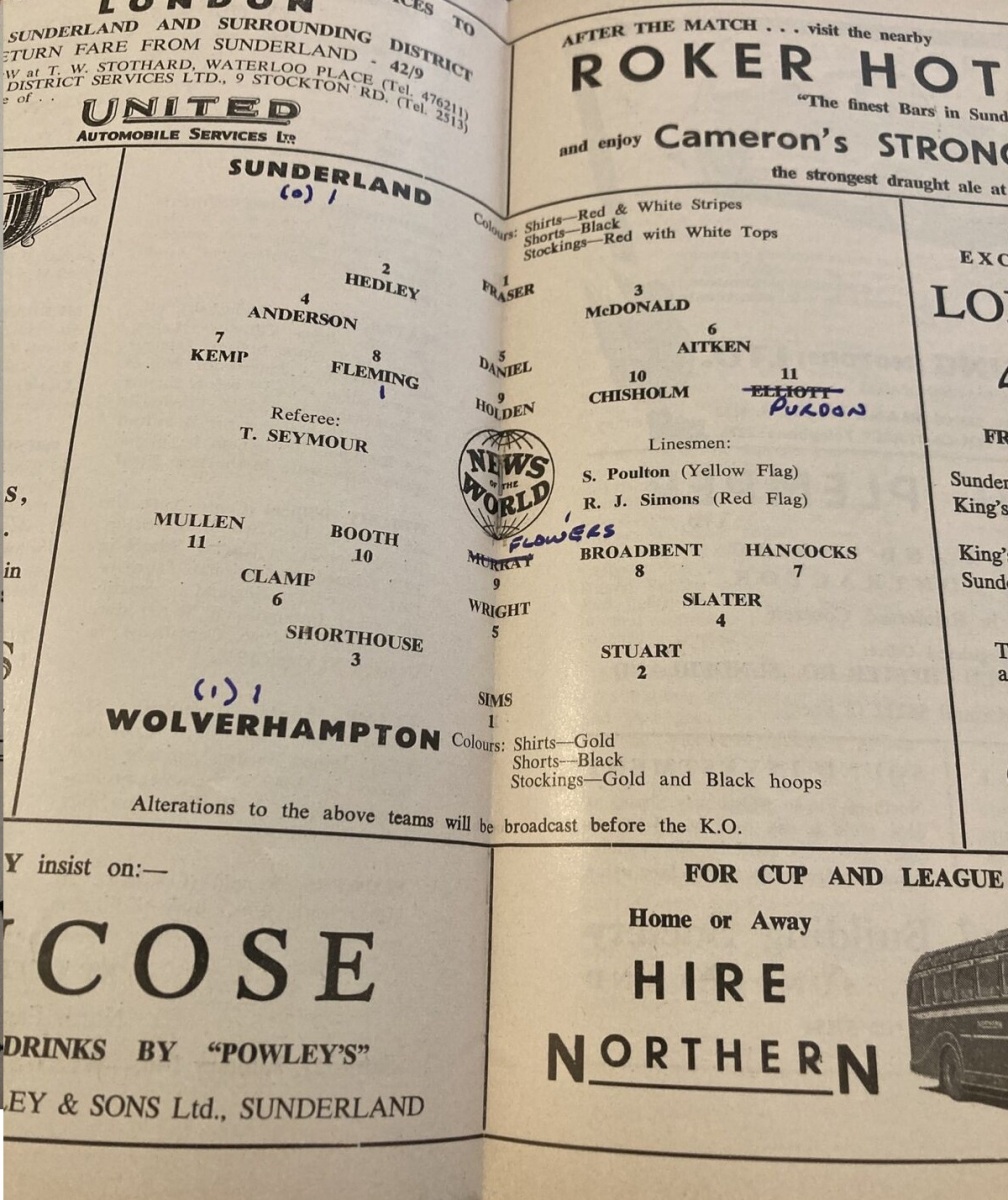 LONDON
CES TO
SUNDERLAND AND SURROUNDING DISTRICT
ETURN FARE FROM SUNDERLAND - 42/9
W at T. W. STOTHARD, WATERLOO PLACE (Tel. 476211)
DISTRICT SERVICES LTD., 9 STOCKTON RD. (Tel. 2513)
e of . .
UNITED
AUTOMOBILE SERVICES LTD.
AFTER THE MATCH . . . visit the nearby
ROKER HOT
"The finest Bars in Sund
and enjoy Cameron's STRONG
the strongest draught ale at
SUNDERLAND
(0) 1
Colours: Shirts—Red & White Stripes
Shorts—Black
Stockings—Red with White Tops
1
FRASER
2
HEDLEY
3
McDONALD
4
ANDERSON
5
DANIEL
6
AITKEN
7
KEMP
8
FLEMING
1
9
HOLDEN
10
CHISHOLM
11
ELLIOTT
PURDON
Referee:
T. SEYMOUR
NEWS
OF THE
WORLD
Linesmen:
S. Poulton (Yellow Flag)
R. J. Simons (Red Flag)
MULLEN
11
BOOTH
10
1
FLOWERS
MURRAY
9
BROADBENT
8
HANCOCKS
7
CLAMP
6
WRIGHT
5
SLATER
4
SHORTHOUSE
3
STUART
2
SIMS
1
(1) 1
WOLVERHAMPTON
Colours: Shirts—Gold
Shorts—Black
Stockings—Gold and Black hoops
Alterations to the above teams will be broadcast before the K.O.
S,
.
in
S
EXC
LO
4
FR
Sunder
King's
King'
Sund
T
a
Y insist on:—
COSE
DRINKS BY "POWLEY'S"
LEY & SONS Ltd., SUNDERLAND
FOR CUP AND LEAGUE
Home or Away
HIRE
NORTHERN